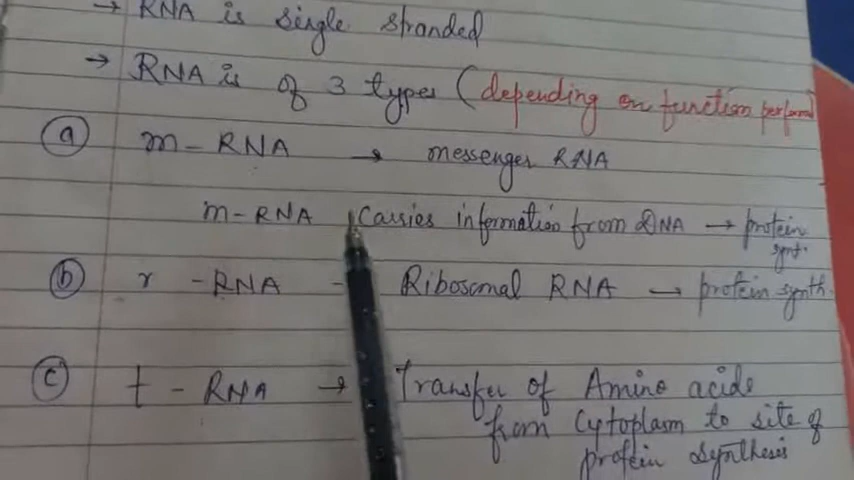 → RNA is single stranded
→ RNA is of 3 types (depending on function performed
(a) m - RNA → messenger RNA
m - RNA carries information from DNA → protein
synt.
(b) r - RNA - Ribosomal RNA → protein synth.
(c) t - RNA → Transfer of Amino acids
from Cytoplasm to site of
protein synthesis